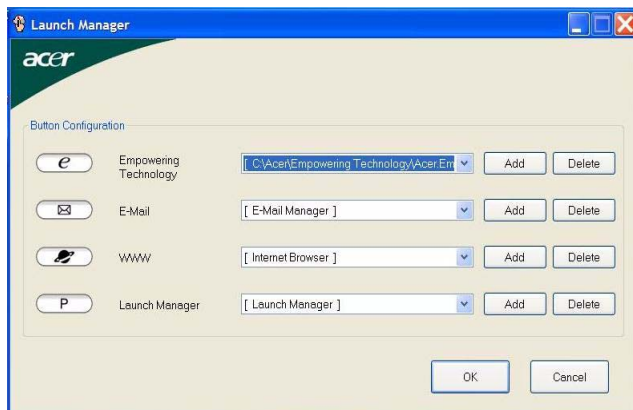 Launch Manager
acer
Button Configuration
e Empowering Technology [ C:\Acer\Empowering Technology\Acer.Em Add Delete
E-Mail [ E-Mail Manager ] Add Delete
WWW [ Internet Browser ] Add Delete
P Launch Manager [ Launch Manager ] Add Delete
OK Cancel